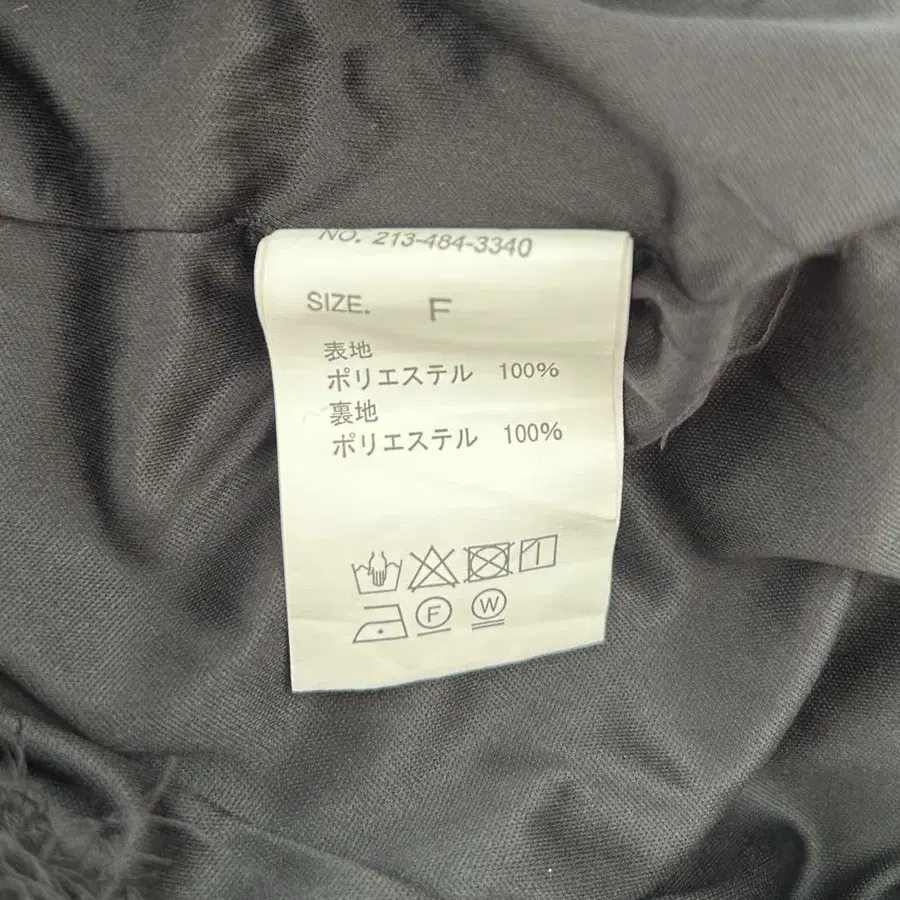 NO. 213-484-3340
SIZE. F
表地
ポリエステル 100%
裏地
ポリエステル 100%
F W